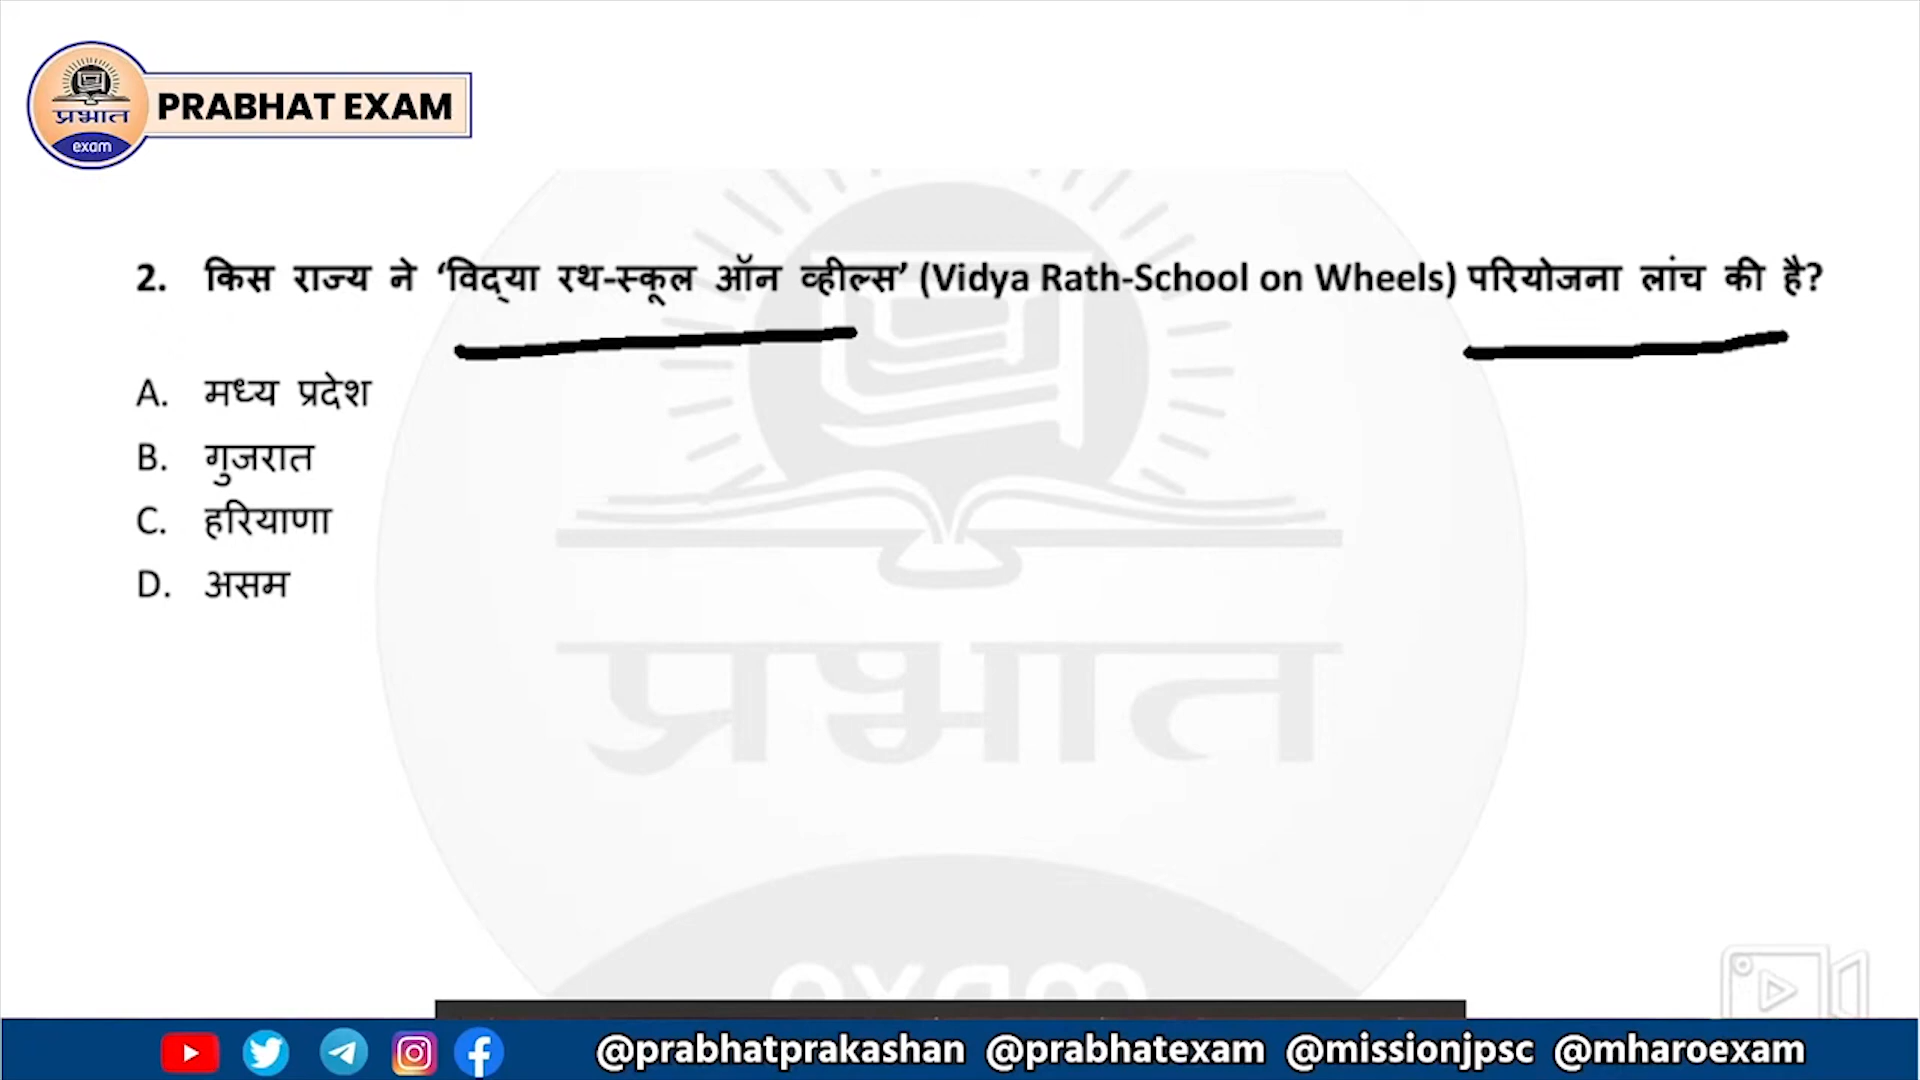 प्रभात
exam
PRABHAT EXAM
2. किस राज्य ने ‘विद्या रथ-स्कूल ऑन व्हील्स’ (Vidya Rath-School on Wheels) परियोजना लांच की है?
A. मध्य प्रदेश
B. गुजरात
C. हरियाणा
D. असम
प्रभात
exam
@prabhatprakashan @prabhatexam @missionjpsc @mharoexam